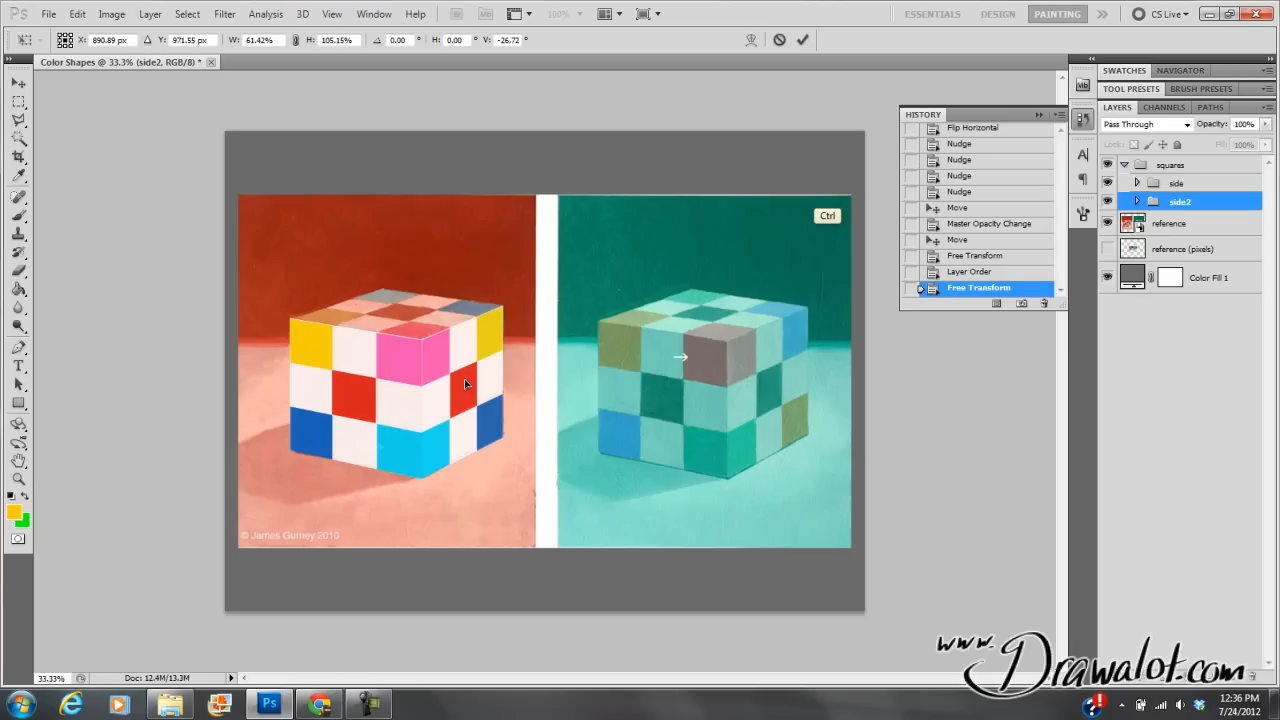 Ps File Edit Image Layer Select Filter Analysis 3D View Window Help Br Mb 100% ESSENTIALS DESIGN PAINTING CS Live
X: 890.89 px Y: 971.55 px W: 61.42% H: 105.15% 0.00 ° H: 0.00 ° V: -26.72 °
Color Shapes @ 33.3% (side2, RGB/8) *
SWATCHES NAVIGATOR
TOOL PRESETS BRUSH PRESETS
LAYERS CHANNELS PATHS
Pass Through Opacity: 100%
Lock: Fill: 100%
squares
side
side2
reference
reference (pixels)
Color Fill 1
HISTORY
Flip Horizontal
Nudge
Nudge
Nudge
Nudge
Move
Master Opacity Change
Move
Free Transform
Layer Order
Free Transform
Ctrl
© James Gurney 2010
www.Drawalot.com
33.33% Doc: 12.4M/13.3M
Ps
12:36 PM
7/24/2012